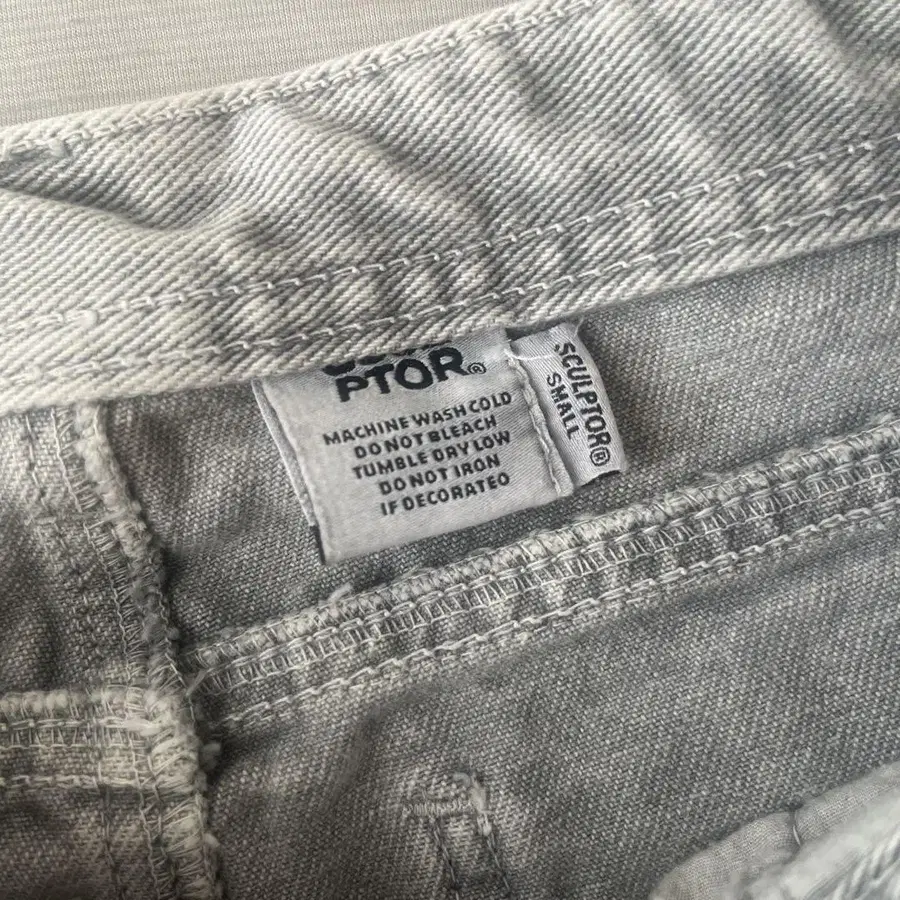 PTOR®
MACHINE WASH COLD
DO NOT BLEACH
TUMBLE DRY LOW
DO NOT IRON
IF DECORATED
SCULPTOR®
SMALL